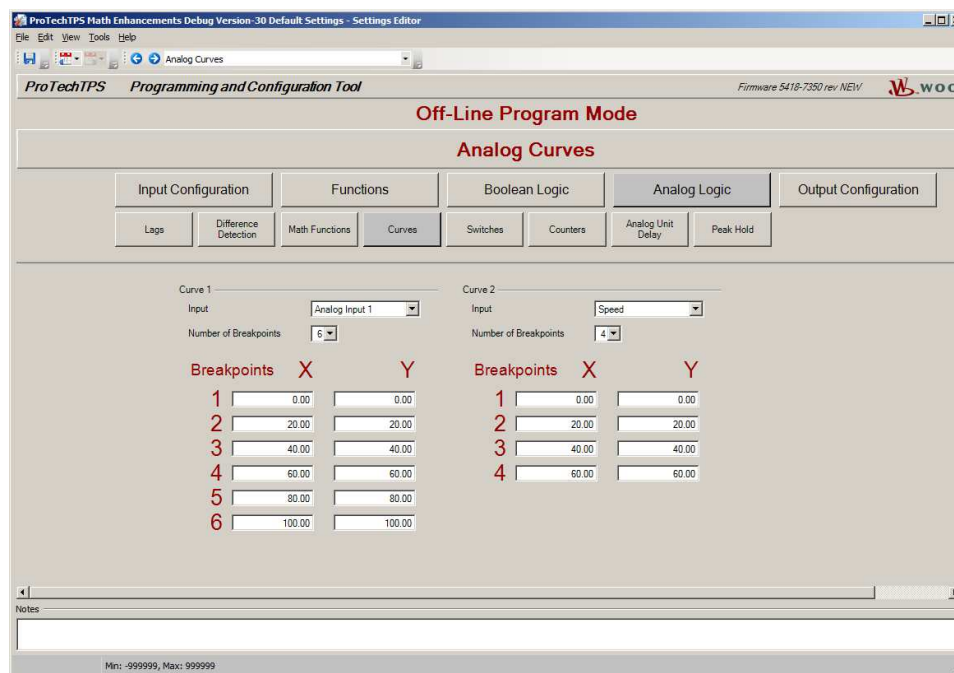 ProTechTPS Math Enhancements Debug Version-30 Default Settings - Settings Editor
File Edit View Tools Help
Analog Curves
ProTechTPS Programming and Configuration Tool Firmware 5418-7350 rev NEW
Off-Line Program Mode
Analog Curves
Input Configuration Functions Boolean Logic Analog Logic Output Configuration
Lags Difference Detection Math Functions Curves Switches Counters Analog Unit Delay Peak Hold
Curve 1 Curve 2
Input Analog Input 1 Input Speed
Number of Breakpoints 6 Number of Breakpoints 4
Breakpoints X Y Breakpoints X Y
1 0.00 0.00 1 0.00 0.00
2 20.00 20.00 2 20.00 20.00
3 40.00 40.00 3 40.00 40.00
4 60.00 60.00 4 60.00 60.00
5 80.00 80.00
6 100.00 100.00
Notes
Min: -999999, Max: 999999